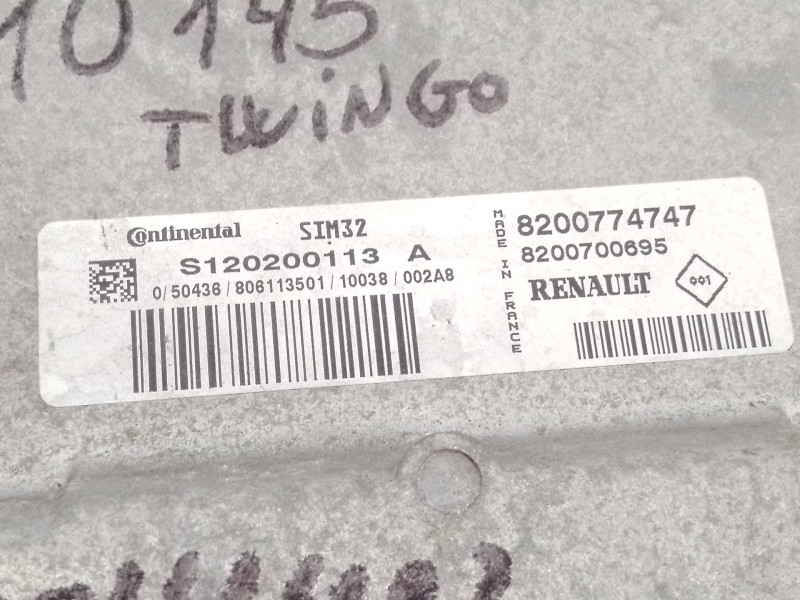 10145
TWiNGo
Continental SIM32
S120200113 A
0/50436/806113501/10038/002A8
MADE IN FRANCE
8200774747
8200700695
RENAULT
001